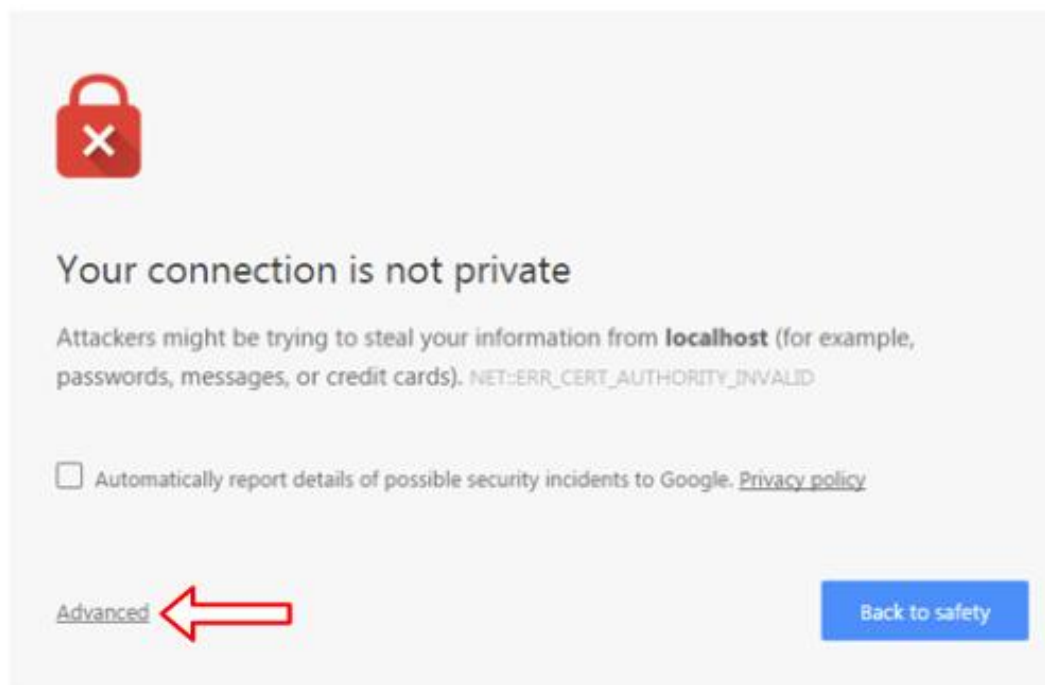 Your connection is not private
Attackers might be trying to steal your information from localhost (for example,
passwords, messages, or credit cards). NET::ERR_CERT_AUTHORITY_INVALID
Automatically report details of possible security incidents to Google. Privacy policy
Advanced
Back to safety